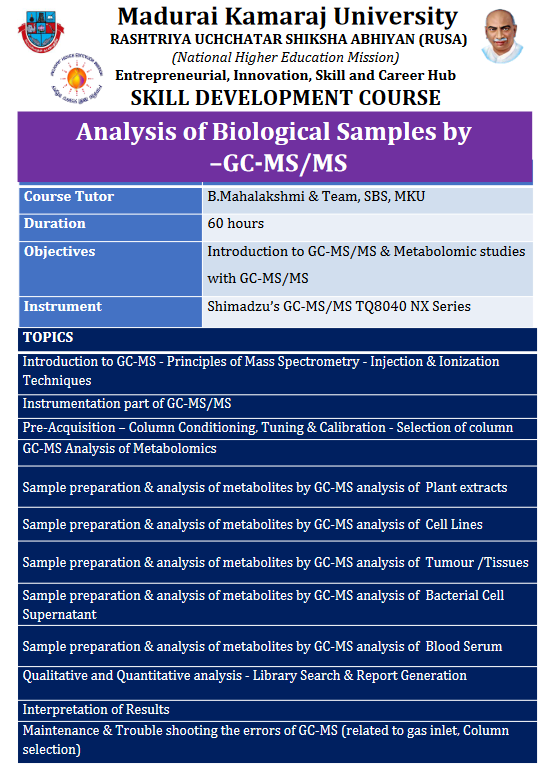 Madurai Kamaraj University
RASHTRIYA UCHCHATAR SHIKSHA ABHIYAN (RUSA)
(National Higher Education Mission)
Entrepreneurial, Innovation, Skill and Career Hub
SKILL DEVELOPMENT COURSE
Analysis of Biological Samples by
–GC-MS/MS
Course Tutor B.Mahalakshmi & Team, SBS, MKU
Duration 60 hours
Objectives Introduction to GC-MS/MS & Metabolomic studies
with GC-MS/MS
Instrument Shimadzu's GC-MS/MS TQ8040 NX Series
TOPICS
Introduction to GC-MS - Principles of Mass Spectrometry - Injection & Ionization
Techniques
Instrumentation part of GC-MS/MS
Pre-Acquisition – Column Conditioning, Tuning & Calibration - Selection of column
GC-MS Analysis of Metabolomics
Sample preparation & analysis of metabolites by GC-MS analysis of Plant extracts
Sample preparation & analysis of metabolites by GC-MS analysis of Cell Lines
Sample preparation & analysis of metabolites by GC-MS analysis of Tumour /Tissues
Sample preparation & analysis of metabolites by GC-MS analysis of Bacterial Cell
Supernatant
Sample preparation & analysis of metabolites by GC-MS analysis of Blood Serum
Qualitative and Quantitative analysis - Library Search & Report Generation
Interpretation of Results
Maintenance & Trouble shooting the errors of GC-MS (related to gas inlet, Column
selection)